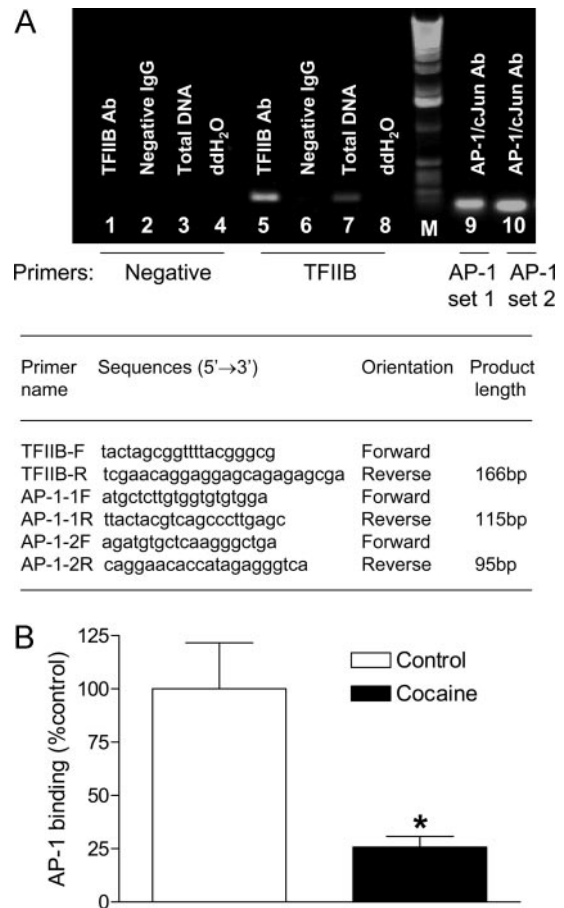 A
TFIIB Ab
Negative IgG
Total DNA
ddH₂O
TFIIB Ab
Negative IgG
Total DNA
ddH₂O
AP-1/cJun Ab
AP-1/cJun Ab
1 2 3 4 5 6 7 8 M 9 10
Primers: Negative TFIIB AP-1 set 1 AP-1 set 2
Primer name Sequences (5'→3') Orientation Product length
TFIIB-F tactagcggttttacgggcg Forward
TFIIB-R tcgaacaggaggagcagagagcga Reverse 166bp
AP-1-1F atgctcttgtggtgtgtgga Forward
AP-1-1R ttactacgtcagcccttgagc Reverse 115bp
AP-1-2F agatgtgctcaagggctga Forward
AP-1-2R caggaacaccatagagggtca Reverse 95bp
B
AP-1 binding (%control)
125
100
75
50
25
0
Control
Cocaine
*